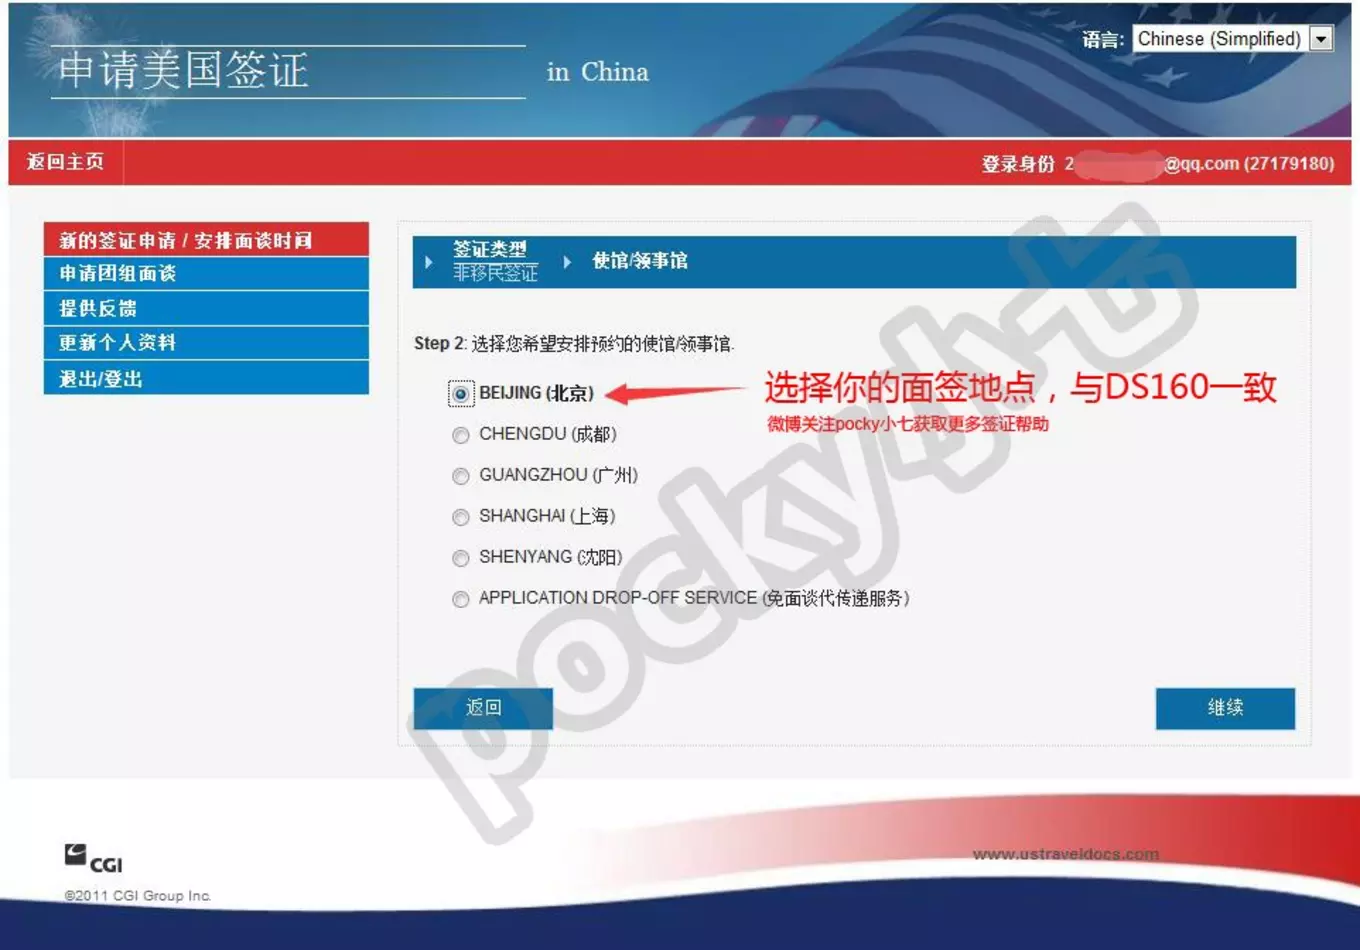 申请美国签证
in China
语言: Chinese (Simplified)
返回主页
登录身份 2 @qq.com (27179180)
新的签证申请 / 安排面谈时间
申请团组面谈
提供反馈
更新个人资料
退出/登出
签证类型
非移民签证
使馆/领事馆
Step 2: 选择您希望安排预约的使馆/领事馆.
BEIJING (北京)
选择你的面签地点，与DS160一致
微博关注pocky小七获取更多签证帮助
CHENGDU (成都)
GUANGZHOU (广州)
SHANGHAI (上海)
SHENYANG (沈阳)
APPLICATION DROP-OFF SERVICE (免面谈代传递服务)
pocky小七
返回
继续
CGI
www.ustraveldocs.com
©2011 CGI Group Inc.